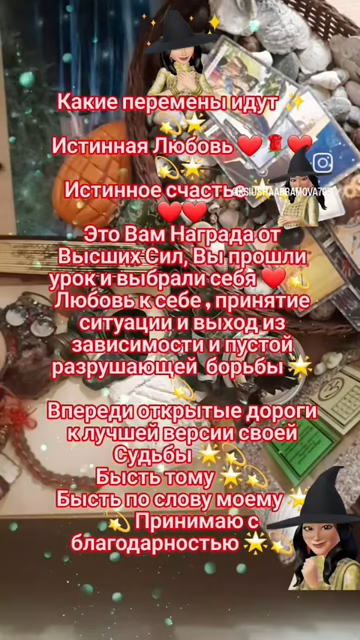 Какие перемены идут ✨
💫💫
Истинная Любовь ❤️🌹❤️
💫💫
Истинное счастье 🌟
❤️❤️
Это Вам Награда от
Высших Сил, Вы прошли
урок и выбрали себя ❤️💫
Любовь к себе , принятие
ситуации и выход из
зависимости и пустой
разрушающей борьбы 🌟
💫
Впереди открытые дороги
к лучшей версии своей
Судьбы 🌟💫
Бысть тому 🌟💫💫
Бысть по слову моему 🌟
💫 Принимаю с
благодарностью 🌟💫